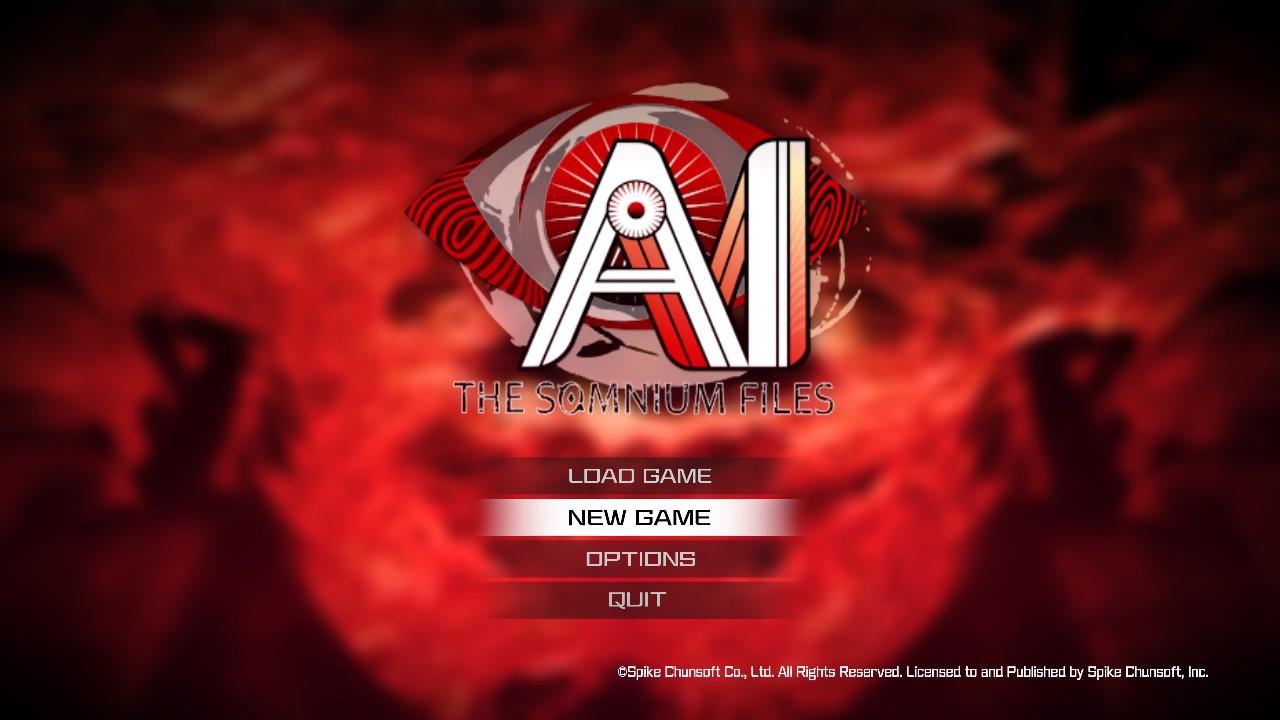 AI
THE SOMNIUM FILES
LOAD GAME
NEW GAME
OPTIONS
QUIT
©Spike Chunsoft Co., Ltd. All Rights Reserved. Licensed to and Published by Spike Chunsoft, Inc.